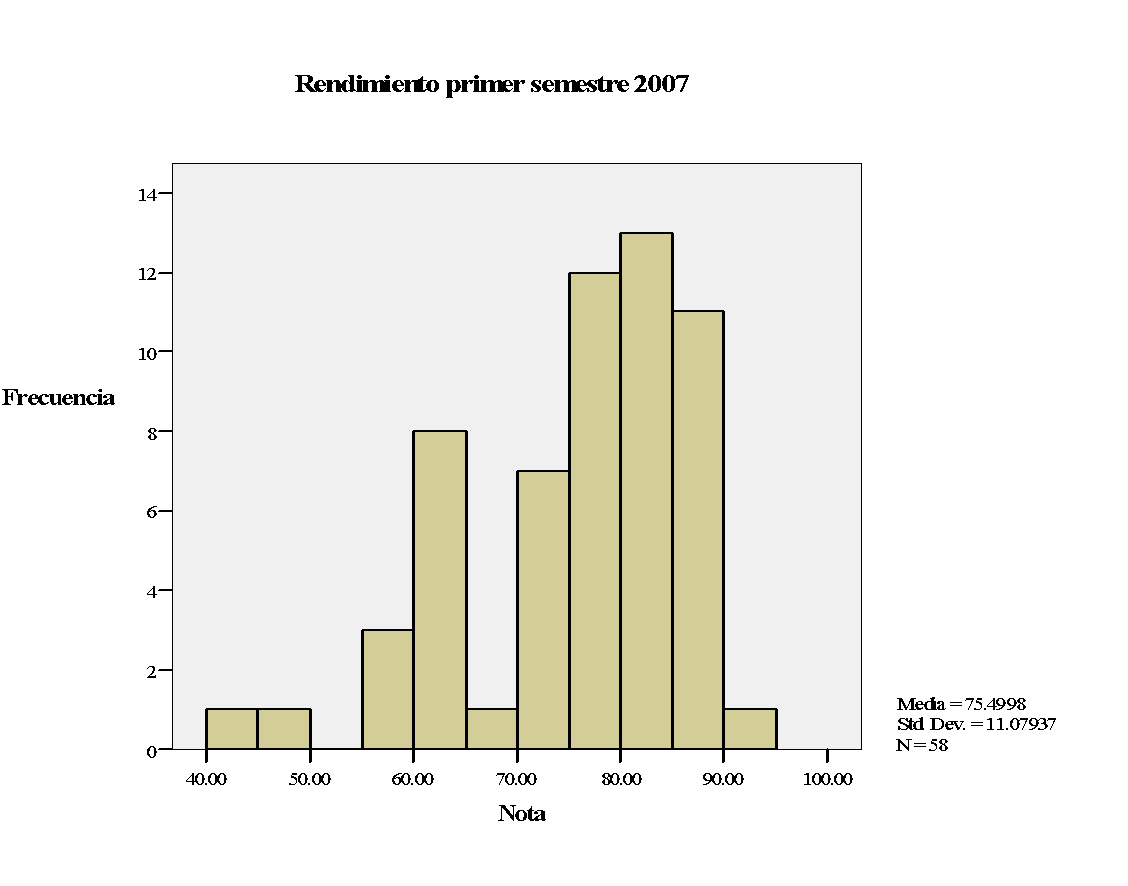 Rendimiento primer semestre 2007
14
12
10
8
6
4
2
0
Frecuencia
40.00 50.00 60.00 70.00 80.00 90.00 100.00
Nota
Media = 75.4998
Std. Dev. = 11.07937
N = 58